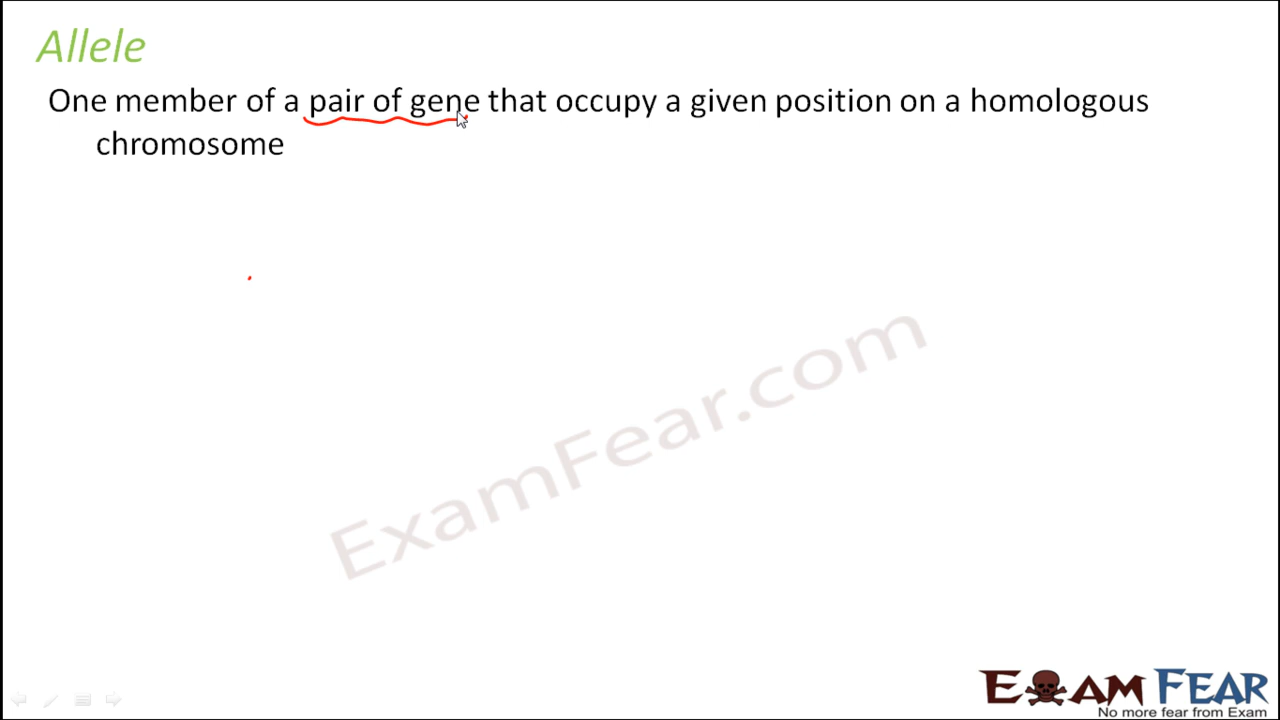 Allele
One member of a pair of gene that occupy a given position on a homologous
chromosome
ExamFear.com
EXAM FEAR
No more fear from Exam